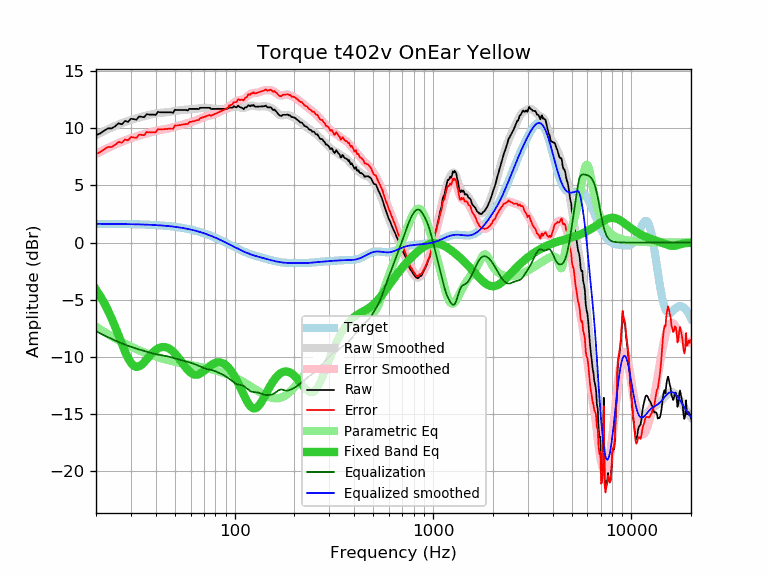 Torque t402v OnEar Yellow
15
10
5
0
−5
−10
−15
−20
Amplitude (dBr)
Target
Raw Smoothed
Error Smoothed
Raw
Error
Parametric Eq
Fixed Band Eq
Equalization
Equalized smoothed
100
1000
10000
Frequency (Hz)